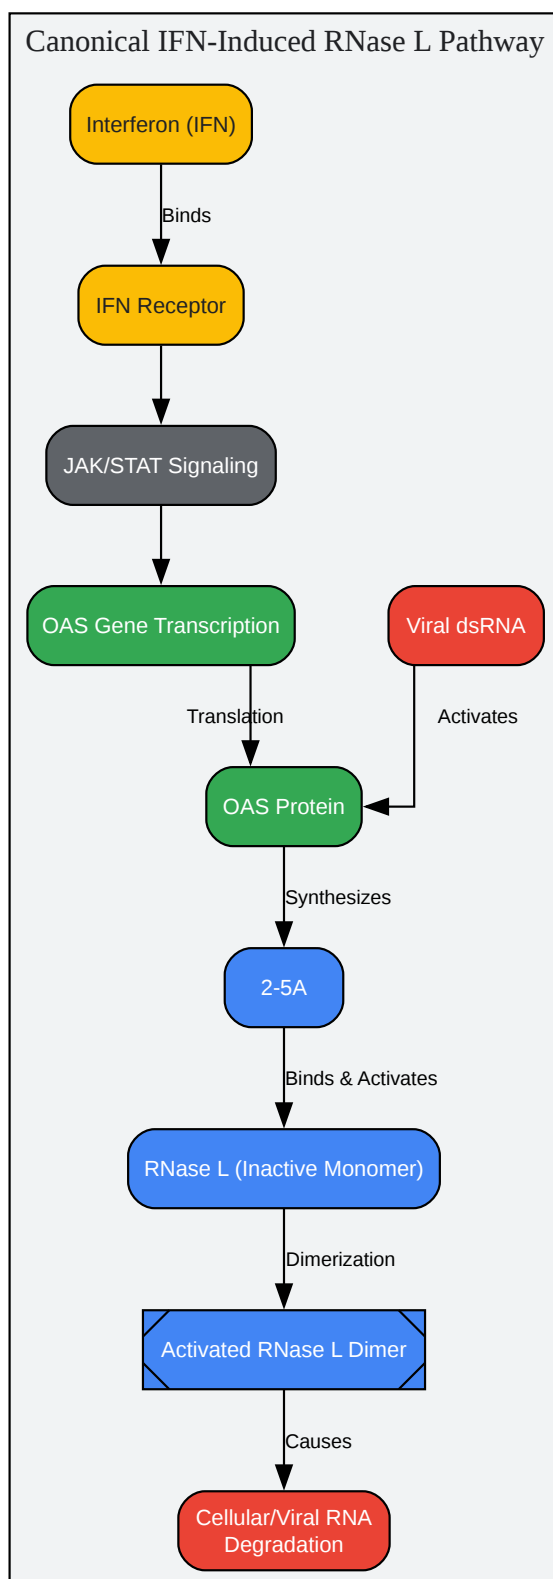 Canonical IFN-Induced RNase L Pathway
Interferon (IFN)
Binds
IFN Receptor
JAK/STAT Signaling
OAS Gene Transcription
Viral dsRNA
Translation
Activates
OAS Protein
Synthesizes
2-5A
Binds & Activates
RNase L (Inactive Monomer)
Dimerization
Activated RNase L Dimer
Causes
Cellular/Viral RNA
Degradation